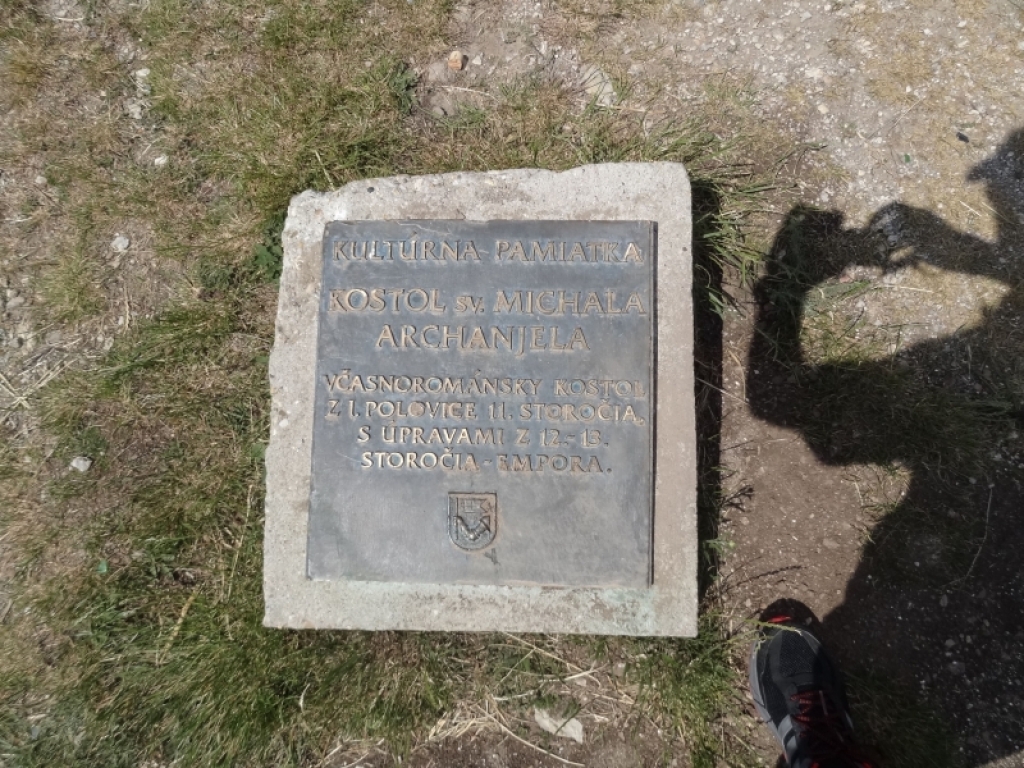 KULTÚRNA PAMIATKA
KOSTOL sv. MICHALA
ARCHANJELA
VČASNOROMÁNSKY KOSTOL
Z 1. POLOVICE 11. STOROČIA,
S ÚPRAVAMI Z 12.-13.
STOROČIA - EMPORA.